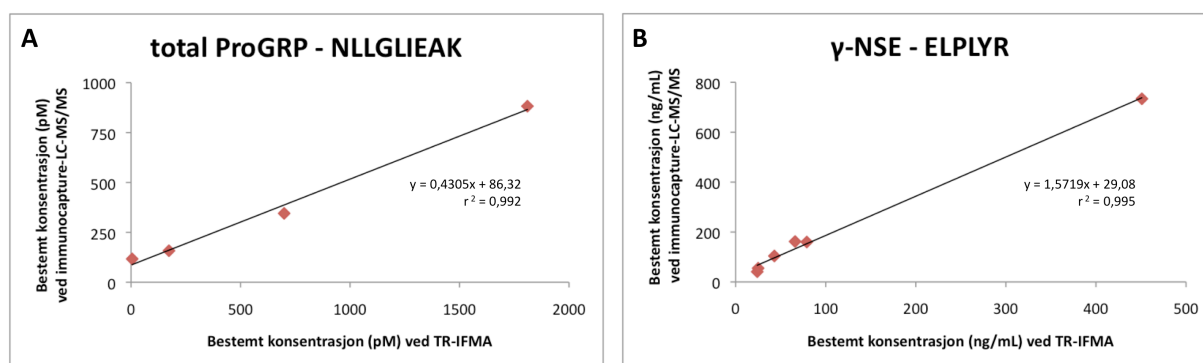 A
total ProGRP - NLLGLIEAK
Bestemt konsentrasjon (pM)
ved immunocapture-LC-MS/MS
1000
750
500
250
0
y = 0,4305x + 86,32
r² = 0,992
0 500 1000 1500 2000
Bestemt konsentrasjon (pM) ved TR-IFMA
B
γ-NSE - ELPLYR
Bestemt konsentrasjon (ng/mL)
ved immunocapture-LC-MS/MS
800
600
400
200
0
y = 1,5719x + 29,08
r² = 0,995
0 100 200 300 400 500
Bestemt konsentrasjon (ng/mL) ved TR-IFMA